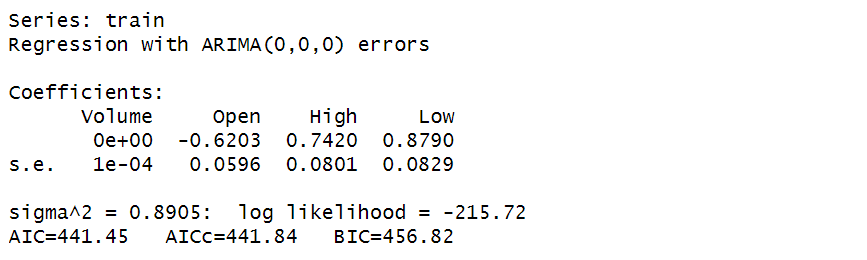 Series: train
Regression with ARIMA(0,0,0) errors
Coefficients:
Volume Open High Low
0e+00 -0.6203 0.7420 0.8790
s.e. 1e-04 0.0596 0.0801 0.0829
sigma^2 = 0.8905: log likelihood = -215.72
AIC=441.45 AICc=441.84 BIC=456.82